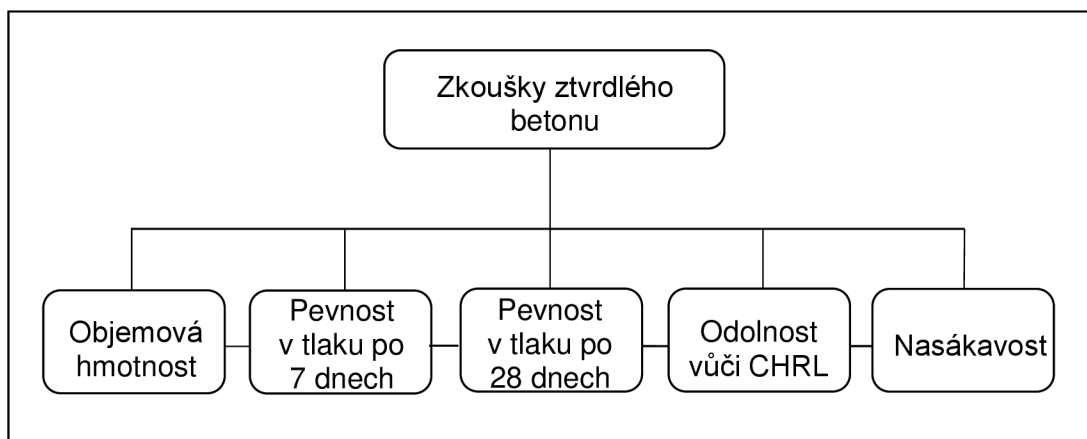 Zkoušky ztvrdlého
betonu
Objemová
hmotnost
Pevnost
v tlaku po
7 dnech
Pevnost
v tlaku po
28 dnech
Odolnost
vůči CHRL
Nasákavost